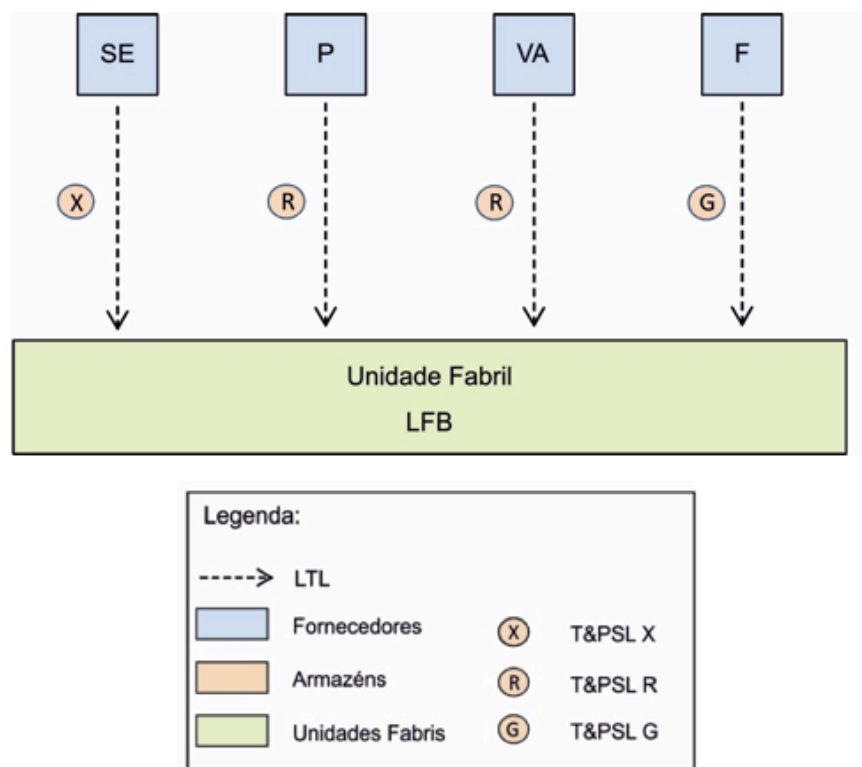 SE P VA F
X R R G
Unidade Fabril
LFB
Legenda:
LTL
Fornecedores X T&PSL X
Armazéns R T&PSL R
Unidades Fabris G T&PSL G